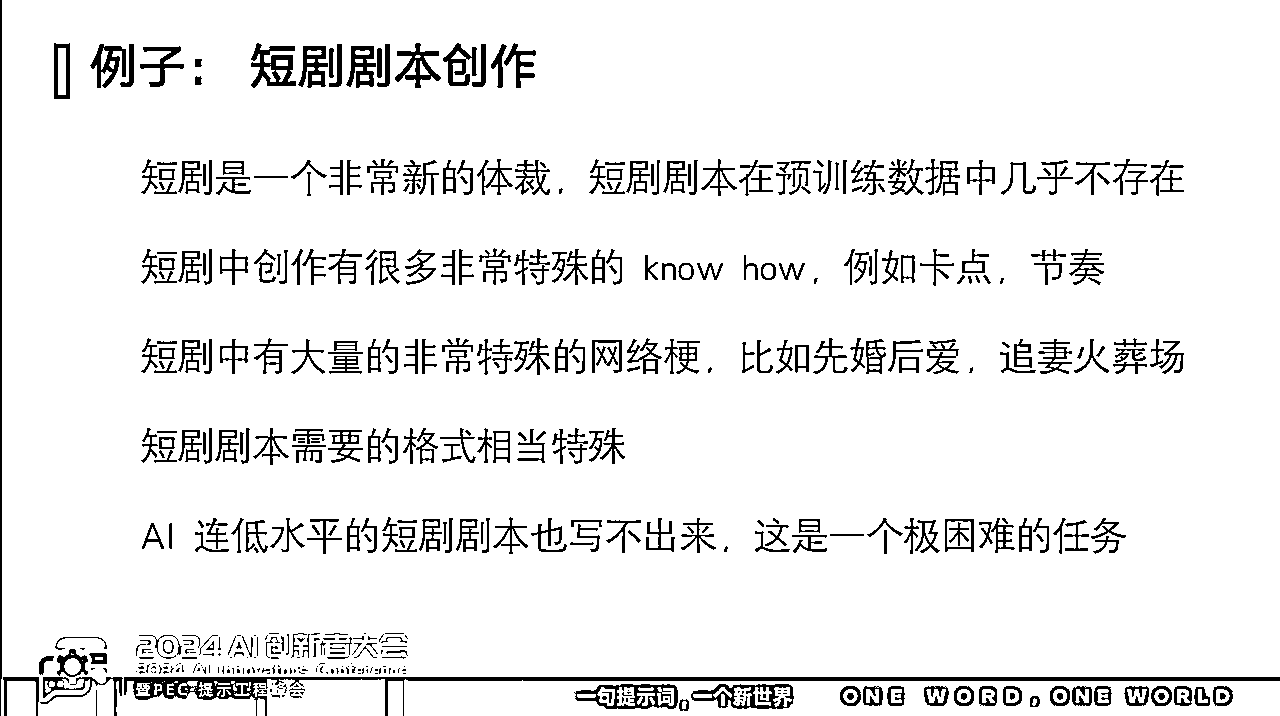 例子： 短剧剧本创作
短剧是一个非常新的体裁，短剧剧本在预训练数据中几乎不存在
短剧中创作有很多非常特殊的 know how，例如卡点，节奏
短剧中有大量的非常特殊的网络梗，比如先婚后爱，追妻火葬场
短剧剧本需要的格式相当特殊
AI 连低水平的短剧剧本也写不出来，这是一个极困难的任务
2024 AI 创新者大会
2024 AI Innovators Conference
暨PEC·提示工程峰会
一句提示词。一个新世界 ONE WORD。ONE WORLD